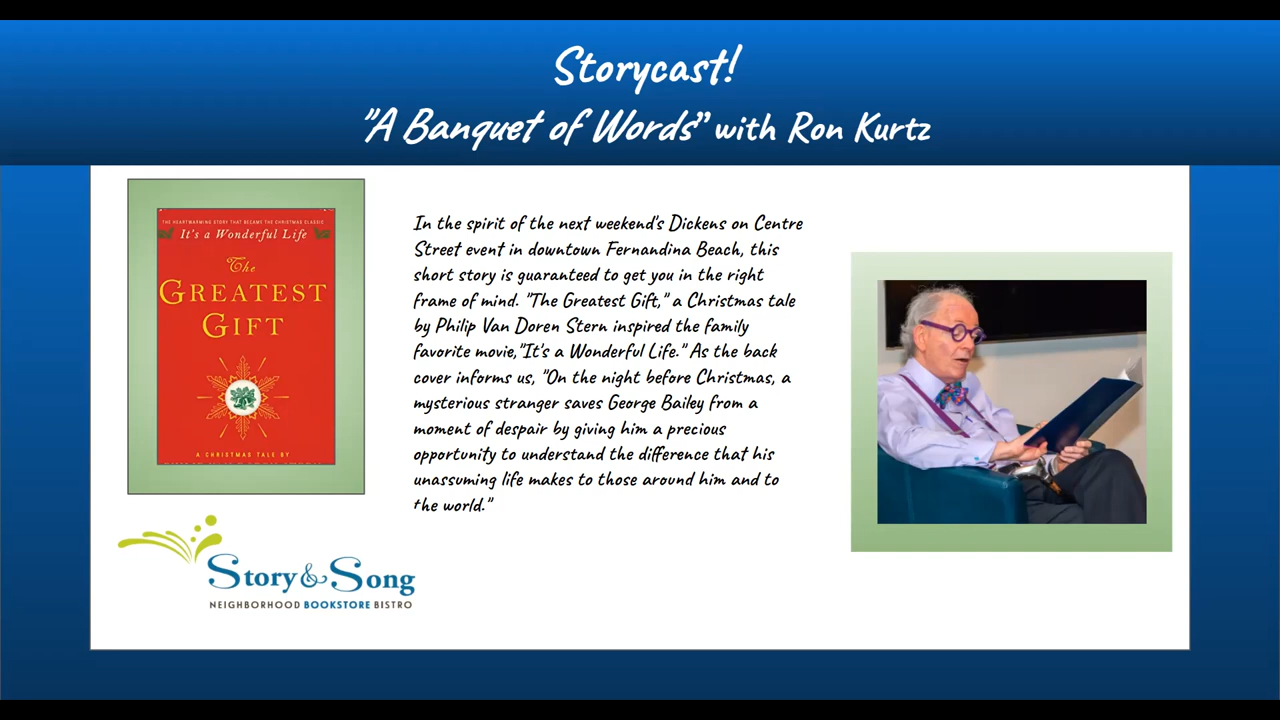 Storycast!
"A Banquet of Words” with Ron Kurtz
THE HEARTWARMING STORY THAT BECAME THE CHRISTMAS CLASSIC
It's a Wonderful Life
The
GREATEST
GIFT
A CHRISTMAS TALE BY
In the spirit of the next weekend's Dickens on Centre
Street event in downtown Fernandina Beach, this
short story is guaranteed to get you in the right
frame of mind. "The Greatest Gift," a Christmas tale
by Philip Van Doren Stern inspired the family
favorite movie,"It's a Wonderful Life." As the back
cover informs us, "On the night before Christmas, a
mysterious stranger saves George Bailey from a
moment of despair by giving him a precious
opportunity to understand the difference that his
unassuming life makes to those around him and to
the world."
Story & Song
NEIGHBORHOOD BOOKSTORE BISTRO